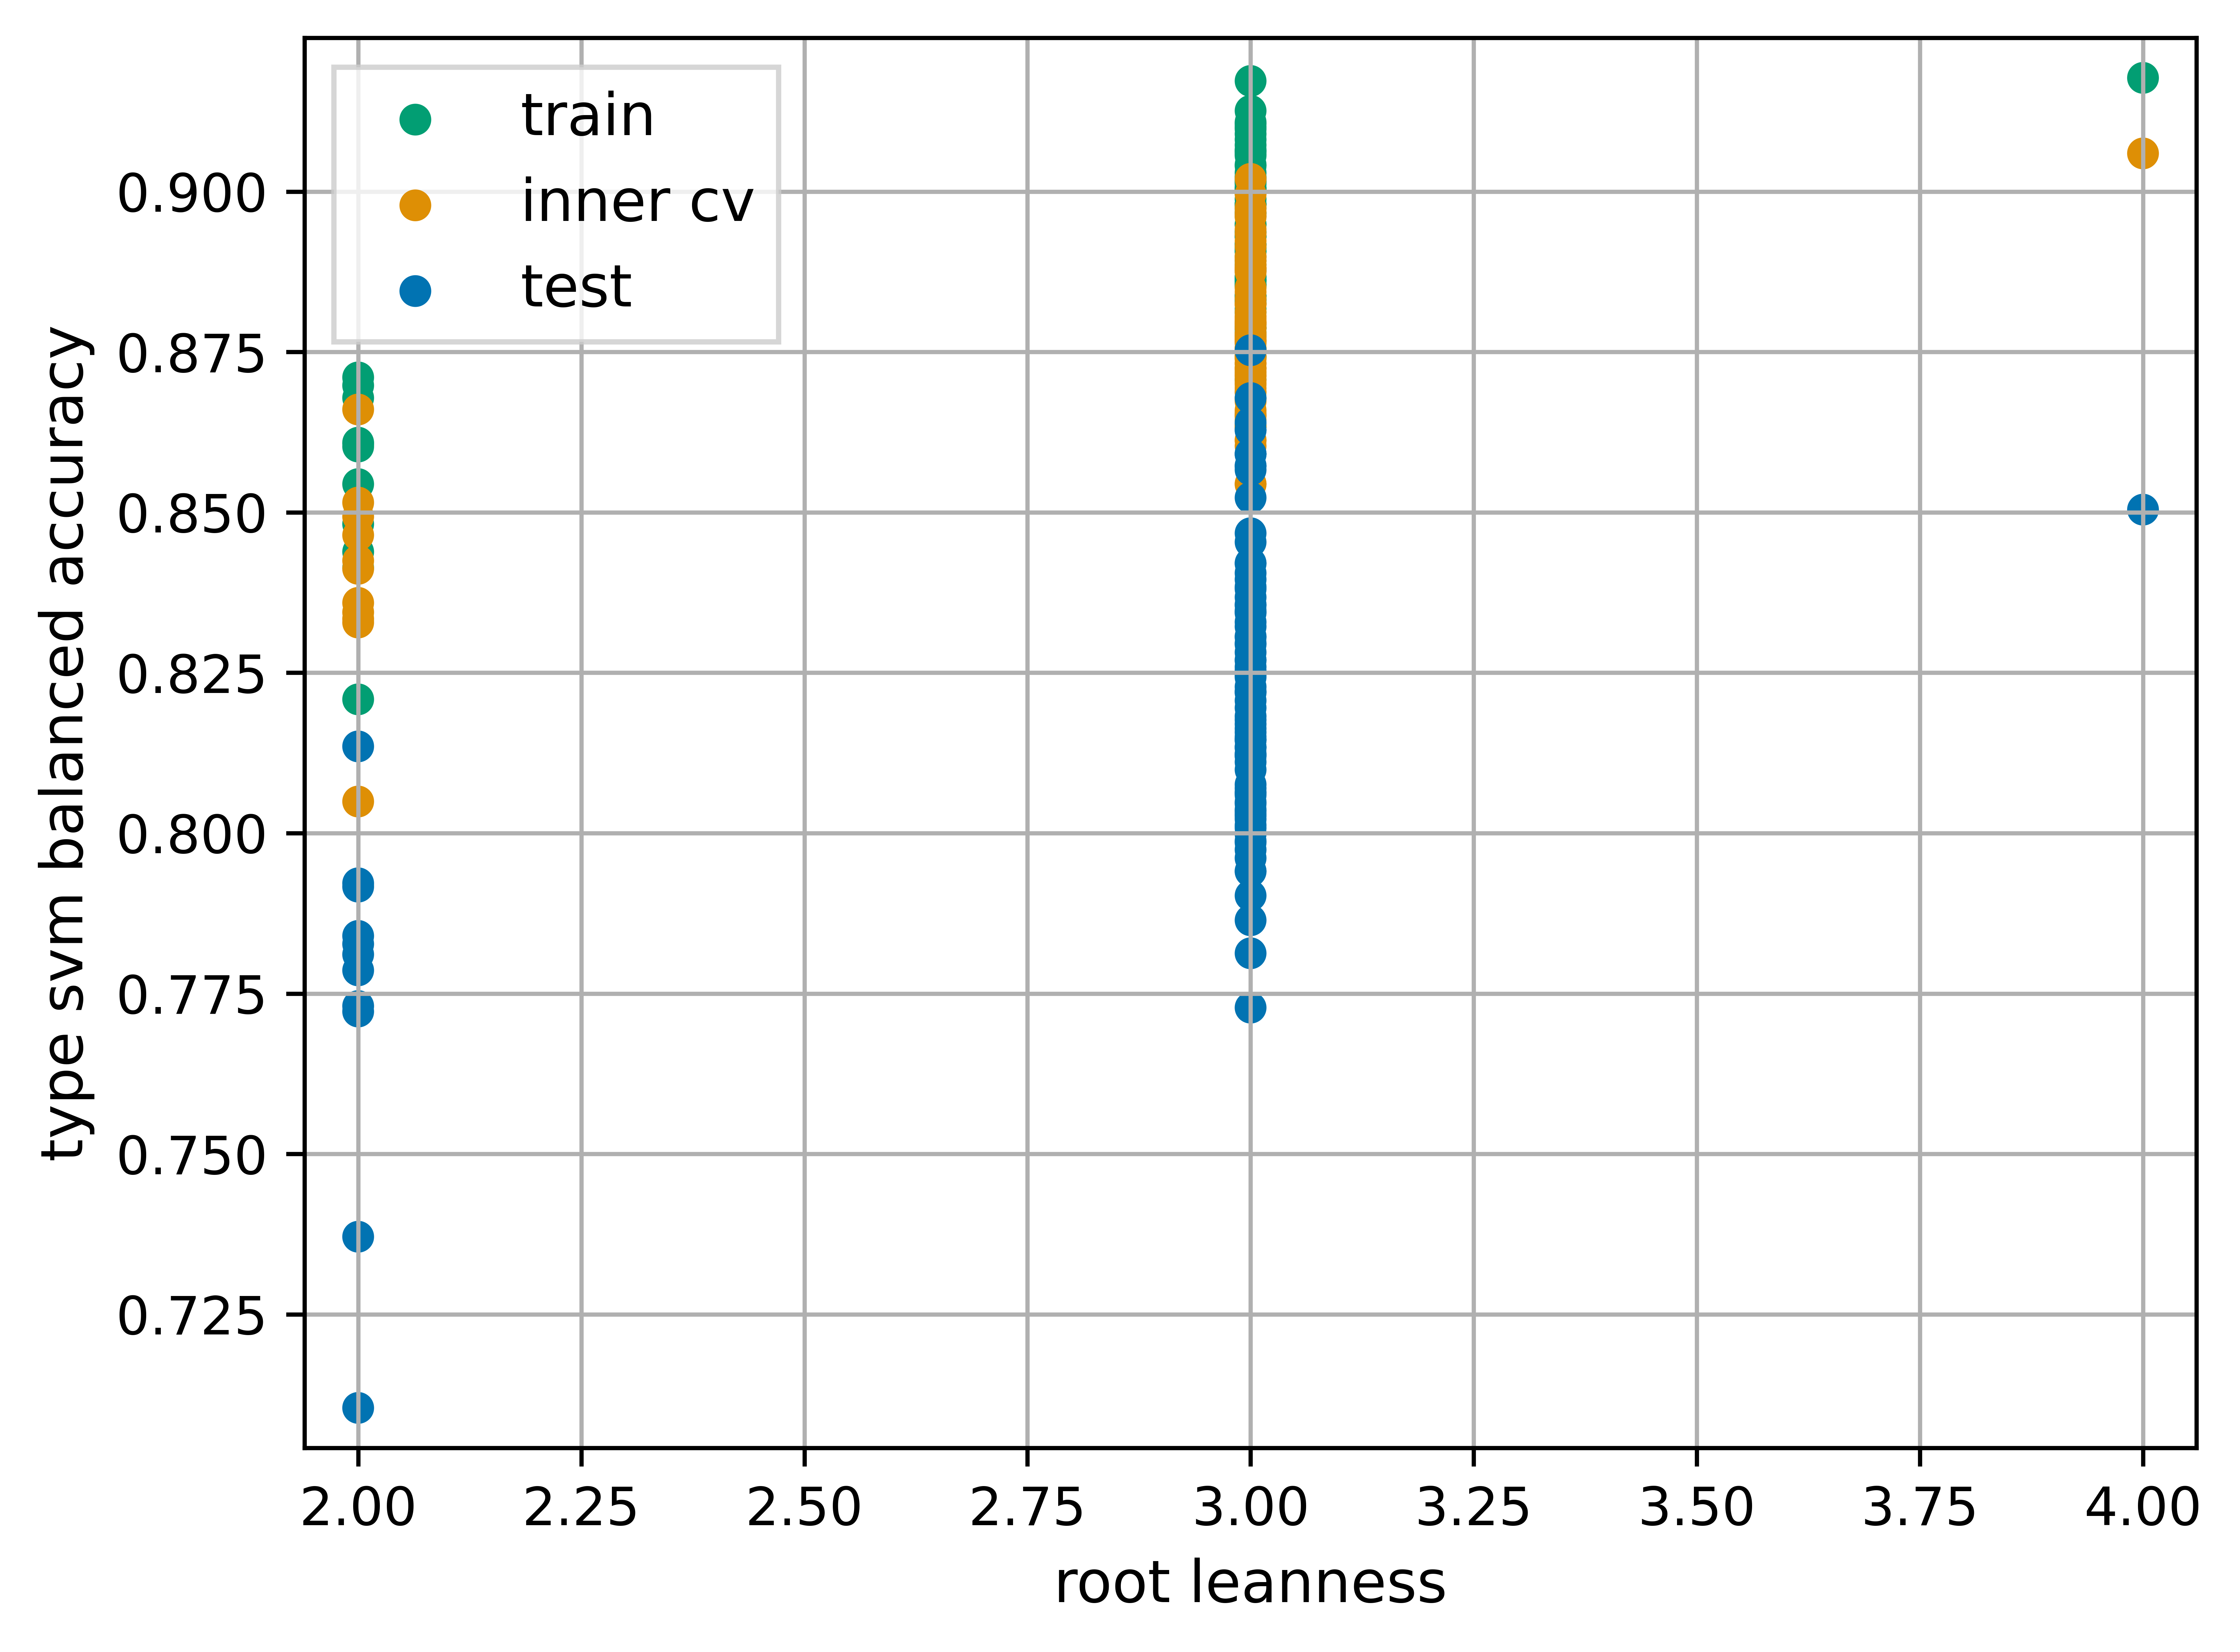 train
inner cv
test
type svm balanced accuracy
0.900
0.875
0.850
0.825
0.800
0.775
0.750
0.725
2.00 2.25 2.50 2.75 3.00 3.25 3.50 3.75 4.00
root leanness